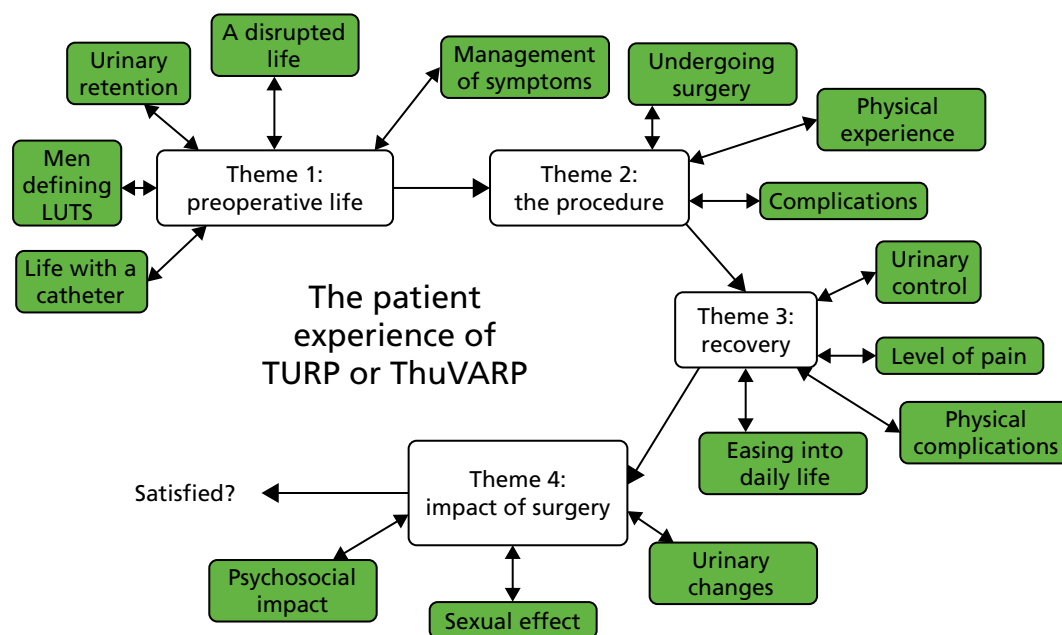 A disrupted
life
Urinary
retention
Management
of symptoms
Men
defining
LUTS
Theme 1:
preoperative life
Life with a
catheter
Undergoing
surgery
Physical
experience
Theme 2:
the procedure
Complications
The patient
experience of
TURP or ThuVARP
Urinary
control
Theme 3:
recovery
Level of pain
Physical
complications
Easing into
daily life
Theme 4:
impact of surgery
Satisfied?
Psychosocial
impact
Sexual effect
Urinary
changes